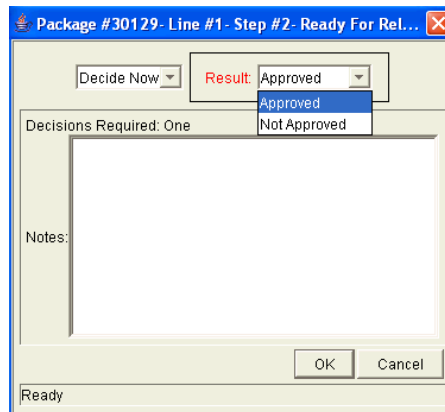 Package #30129- Line #1- Step #2- Ready For Rel...
Decide Now Result: Approved
Approved
Not Approved
Decisions Required: One
Notes:
OK Cancel
Ready